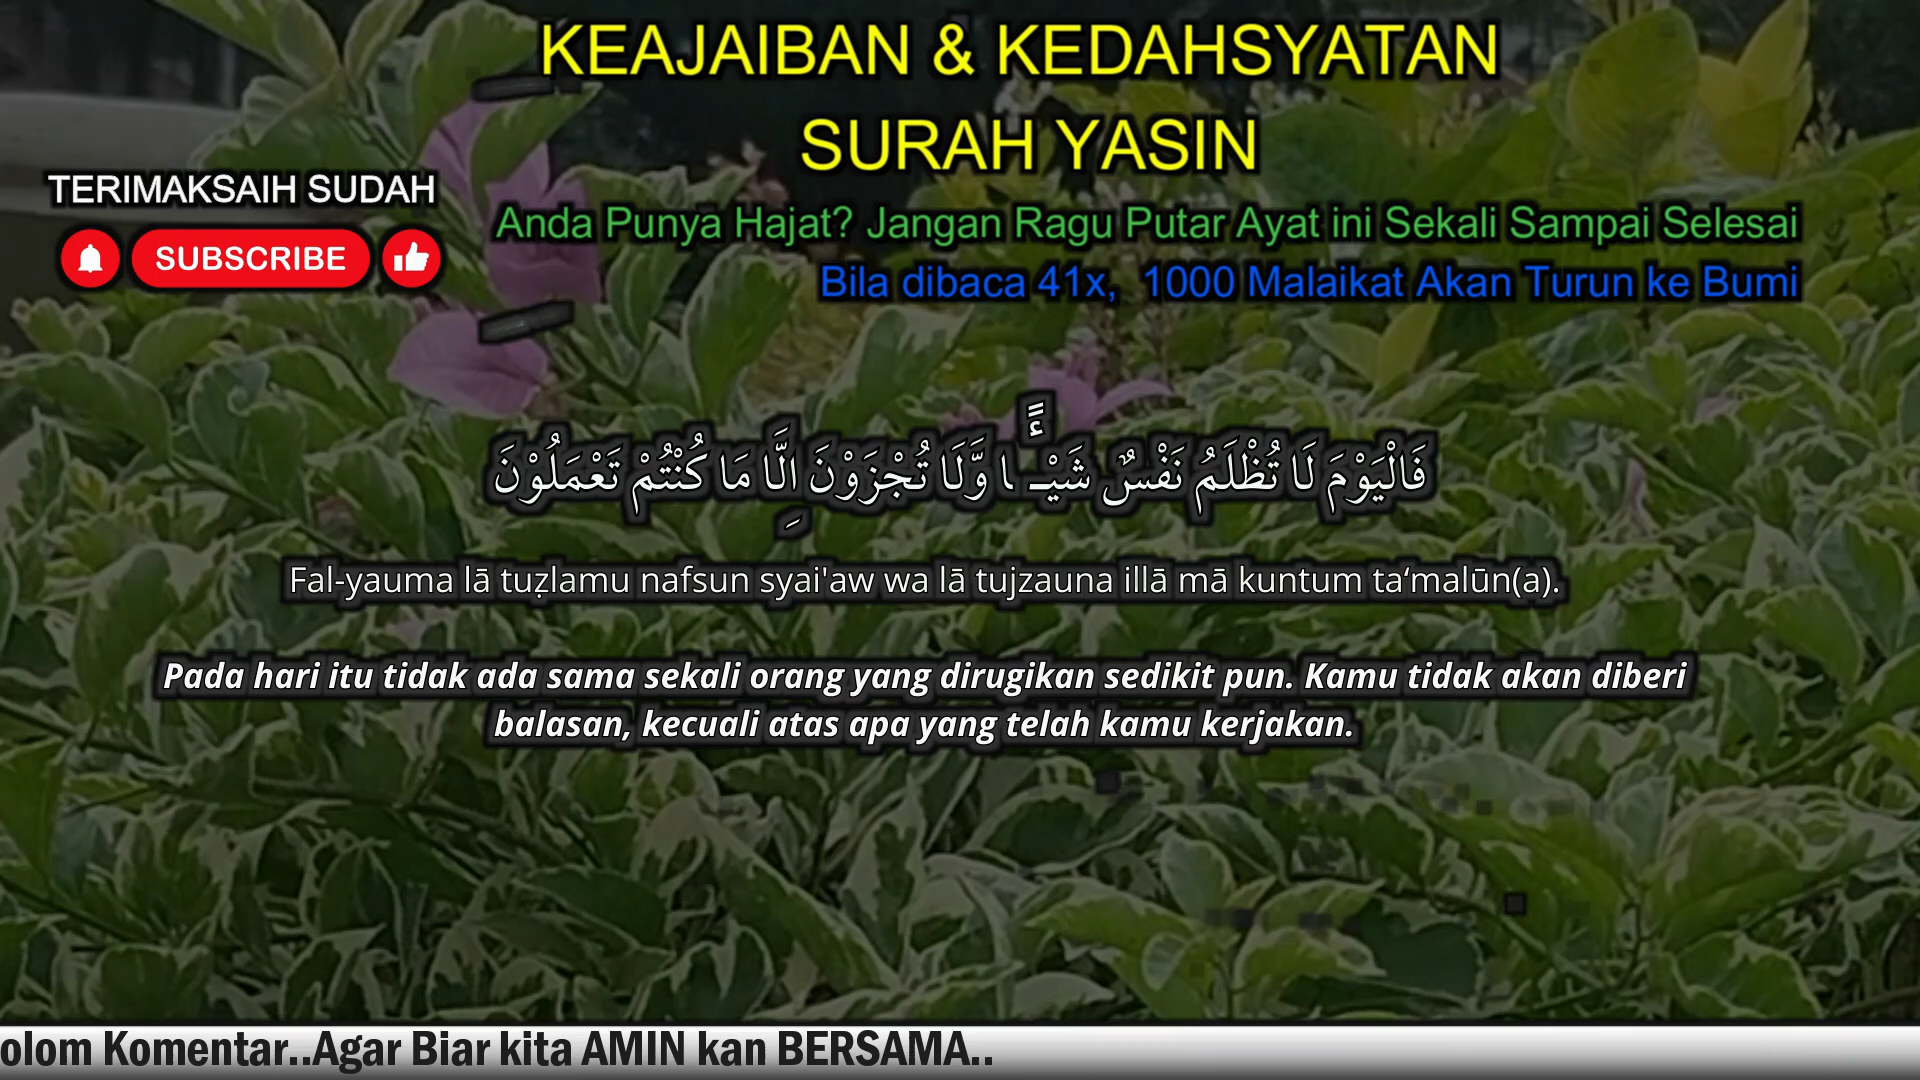 KEAJAIBAN & KEDAHSYATAN
SURAH YASIN
TERIMAKSAIH SUDAH
SUBSCRIBE
Anda Punya Hajat? Jangan Ragu Putar Ayat ini Sekali Sampai Selesai
Bila dibaca 41x, 1000 Malaikat Akan Turun ke Bumi
فَالْيَوْمَ لَا تُظْلَمُ نَفْسٌ شَيْـًٔا وَّلَا تُجْزَوْنَ اِلَّا مَا كُنْتُمْ تَعْمَلُوْنَ
Fal-yauma lā tuẓlamu nafsun syai'aw wa lā tujzauna illā mā kuntum ta‘malūn(a).
Pada hari itu tidak ada sama sekali orang yang dirugikan sedikit pun. Kamu tidak akan diberi
balasan, kecuali atas apa yang telah kamu kerjakan.
olom Komentar..Agar Biar kita AMIN kan BERSAMA..